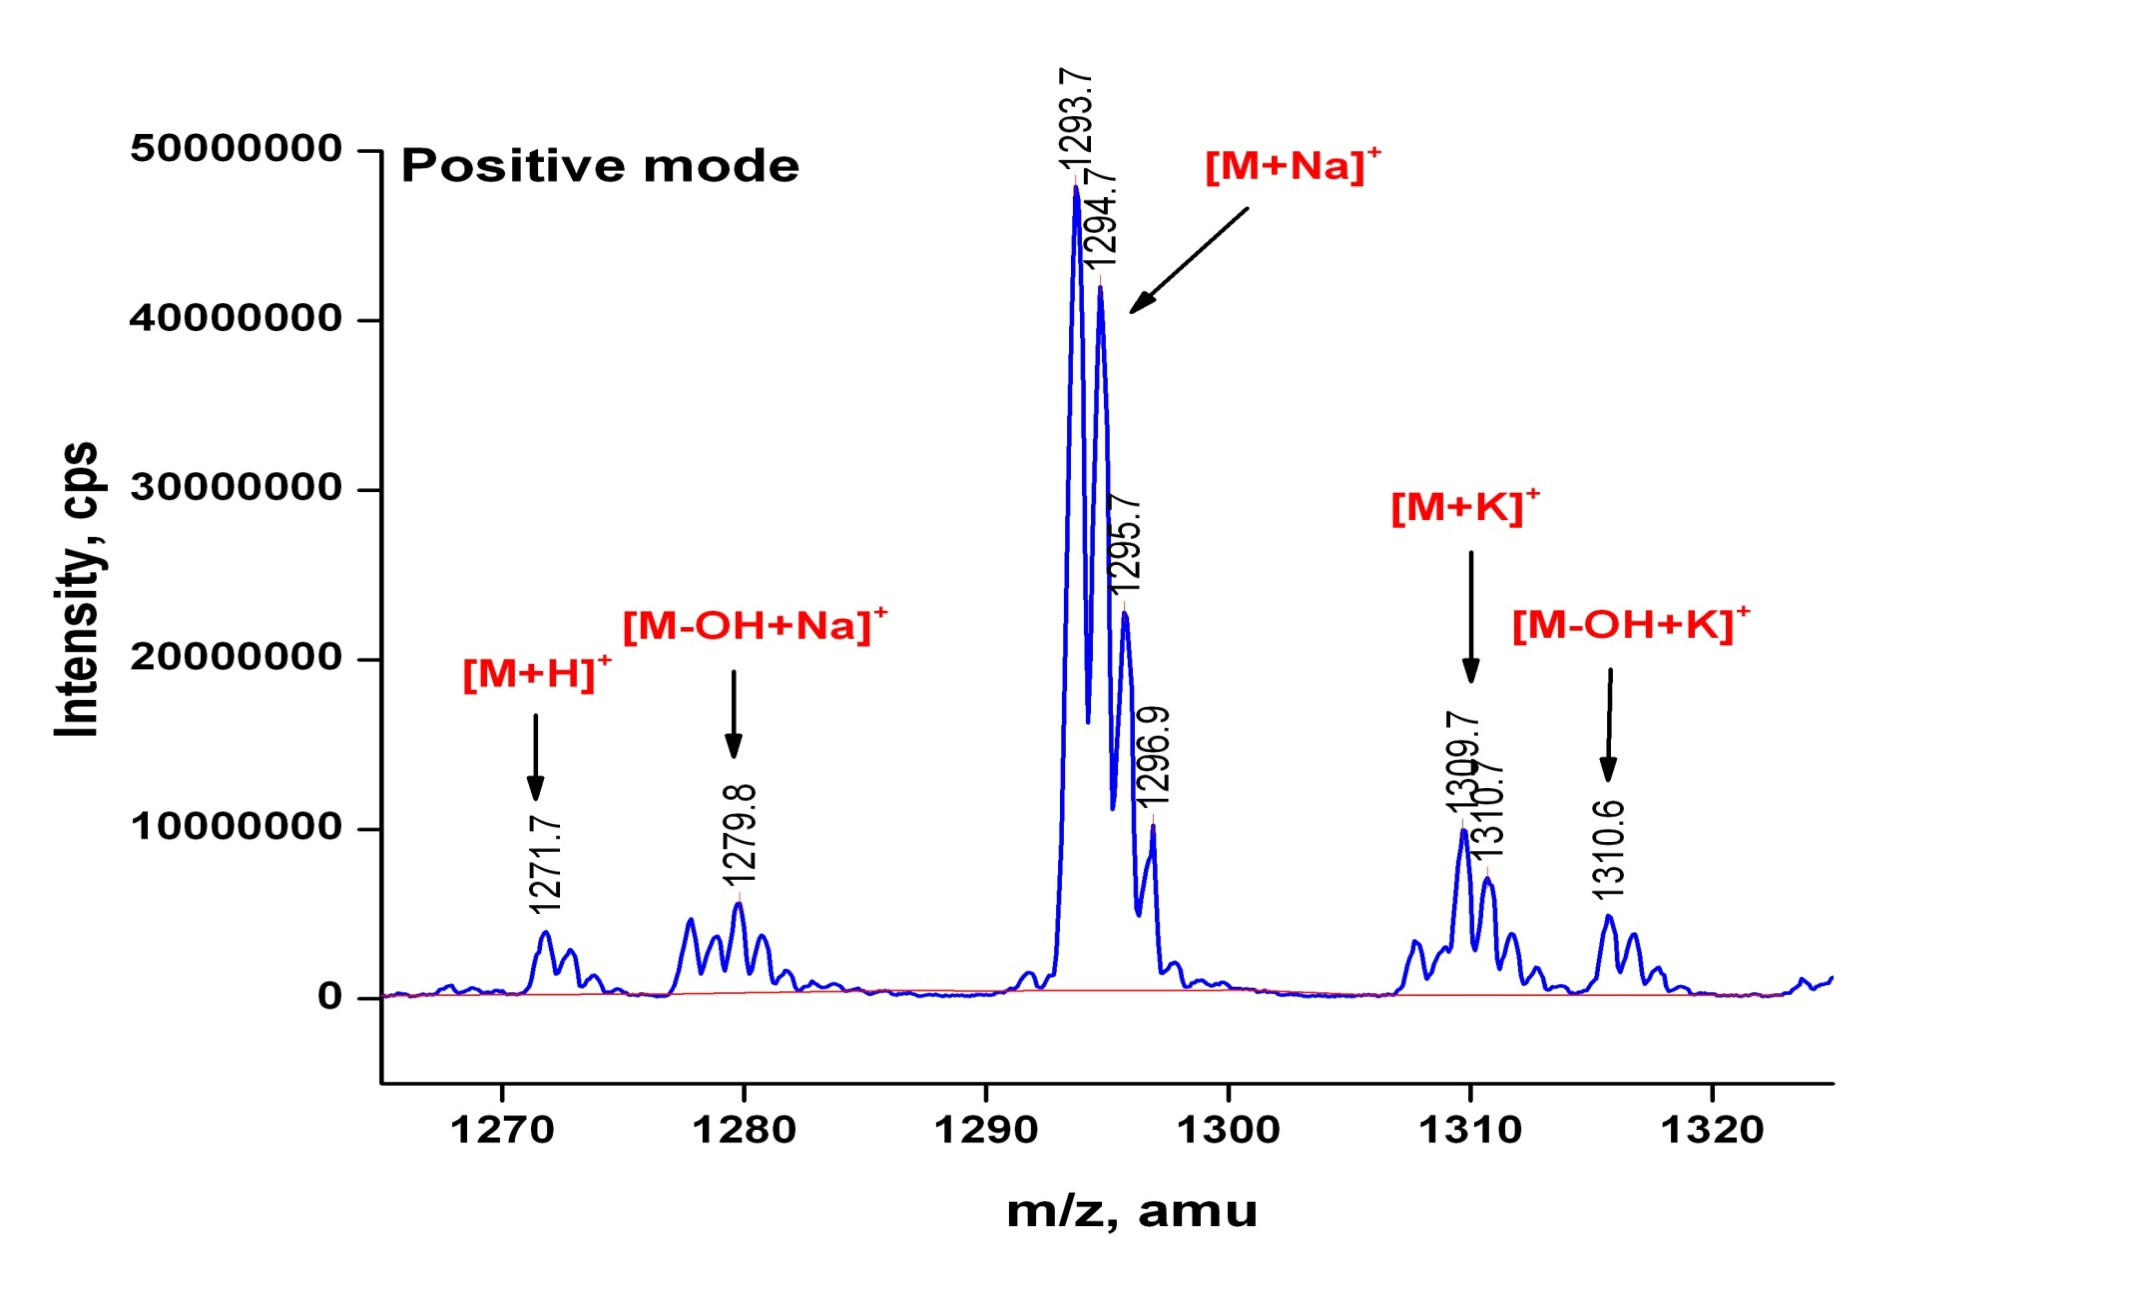 Positive mode
50000000
40000000
30000000
20000000
10000000
0
Intensity, cps
[M+H]⁺
1271.7
[M-OH+Na]⁺
1279.8
1293.7
1294.7
[M+Na]⁺
1295.7
1296.9
[M+K]⁺
1309.7
1310.7
[M-OH+K]⁺
1310.6
1270
1280
1290
1300
1310
1320
m/z, amu